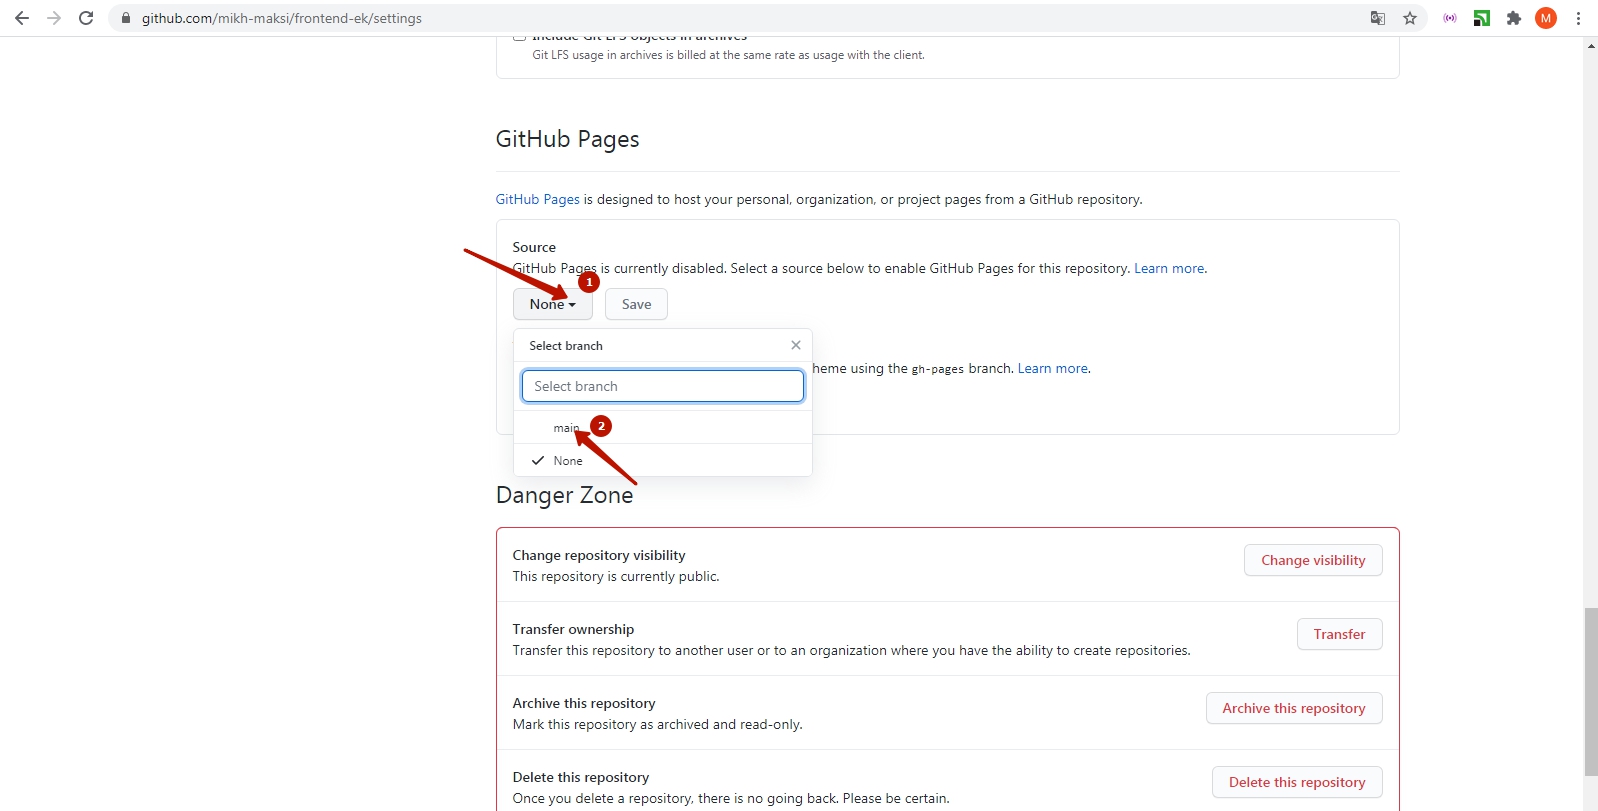 github.com/mikh-maksi/frontend-ek/settings
M
Include Git LFS objects in archives
Git LFS usage in archives is billed at the same rate as usage with the client.
GitHub Pages
GitHub Pages is designed to host your personal, organization, or project pages from a GitHub repository.
Source
GitHub Pages is currently disabled. Select a source below to enable GitHub Pages for this repository. Learn more.
1
None
Save
Select branch
heme using the gh-pages branch. Learn more.
Select branch
main
2
None
Danger Zone
Change repository visibility
This repository is currently public.
Change visibility
Transfer ownership
Transfer this repository to another user or to an organization where you have the ability to create repositories.
Transfer
Archive this repository
Mark this repository as archived and read-only.
Archive this repository
Delete this repository
Once you delete a repository, there is no going back. Please be certain.
Delete this repository